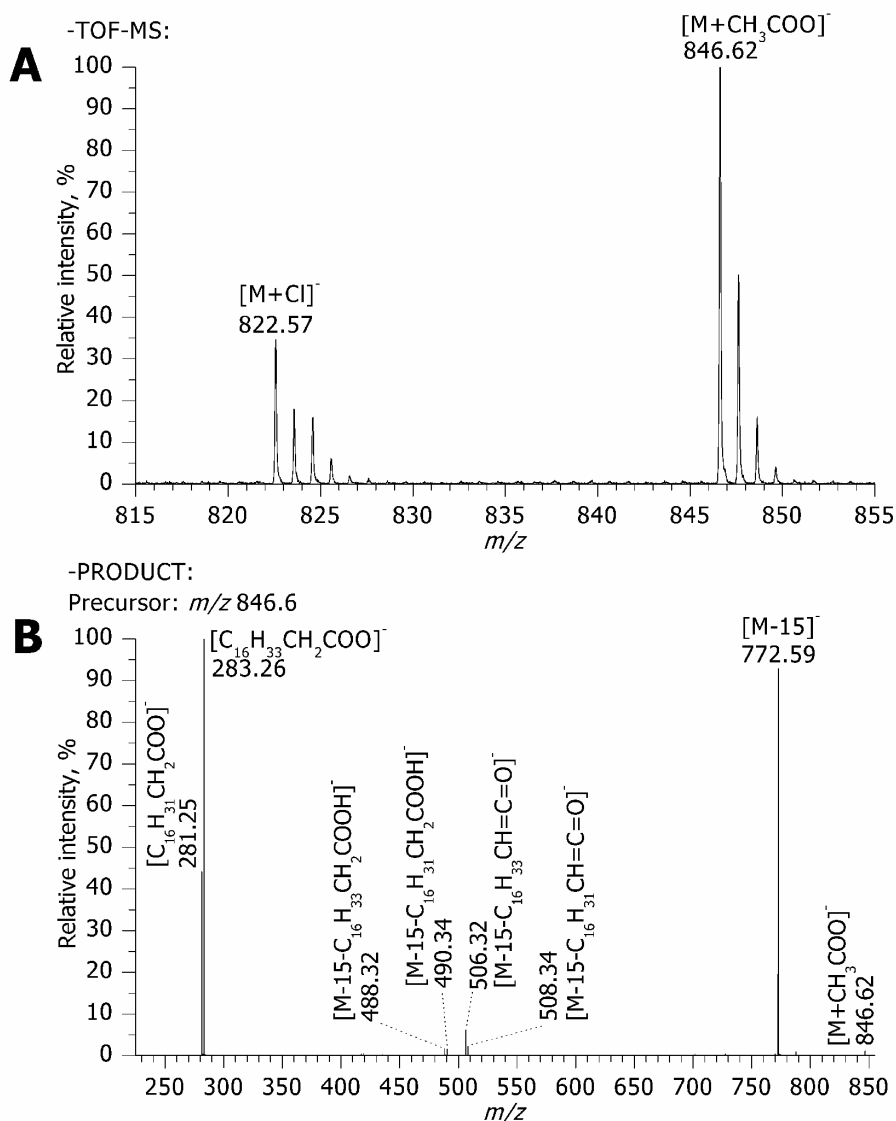 -TOF-MS:
A
[M+CH₃COO]⁻
846.62
[M+Cl]⁻
822.57
Relative intensity, %
100
90
80
70
60
50
40
30
20
10
0
815 820 825 830 835 840 845 850 855
m/z
-PRODUCT:
Precursor: m/z 846.6
B
[C₁₆H₃₃CH₂COO]⁻
283.26
[M-15]⁻
772.59
[C₁₆H₃₁CH₂COO]⁻
281.25
[M-15-C₁₆H₃₃CH₂COOH]⁻
488.32
[M-15-C₁₆H₃₁CH₂COOH]⁻
490.34
506.32
[M-15-C₁₆H₃₃CH=C=O]⁻
508.34
[M-15-C₁₆H₃₁CH=C=O]⁻
[M+CH₃COO]⁻
846.62
Relative intensity, %
100
90
80
70
60
50
40
30
20
10
0
250 300 350 400 450 500 550 600 650 700 750 800 850
m/z